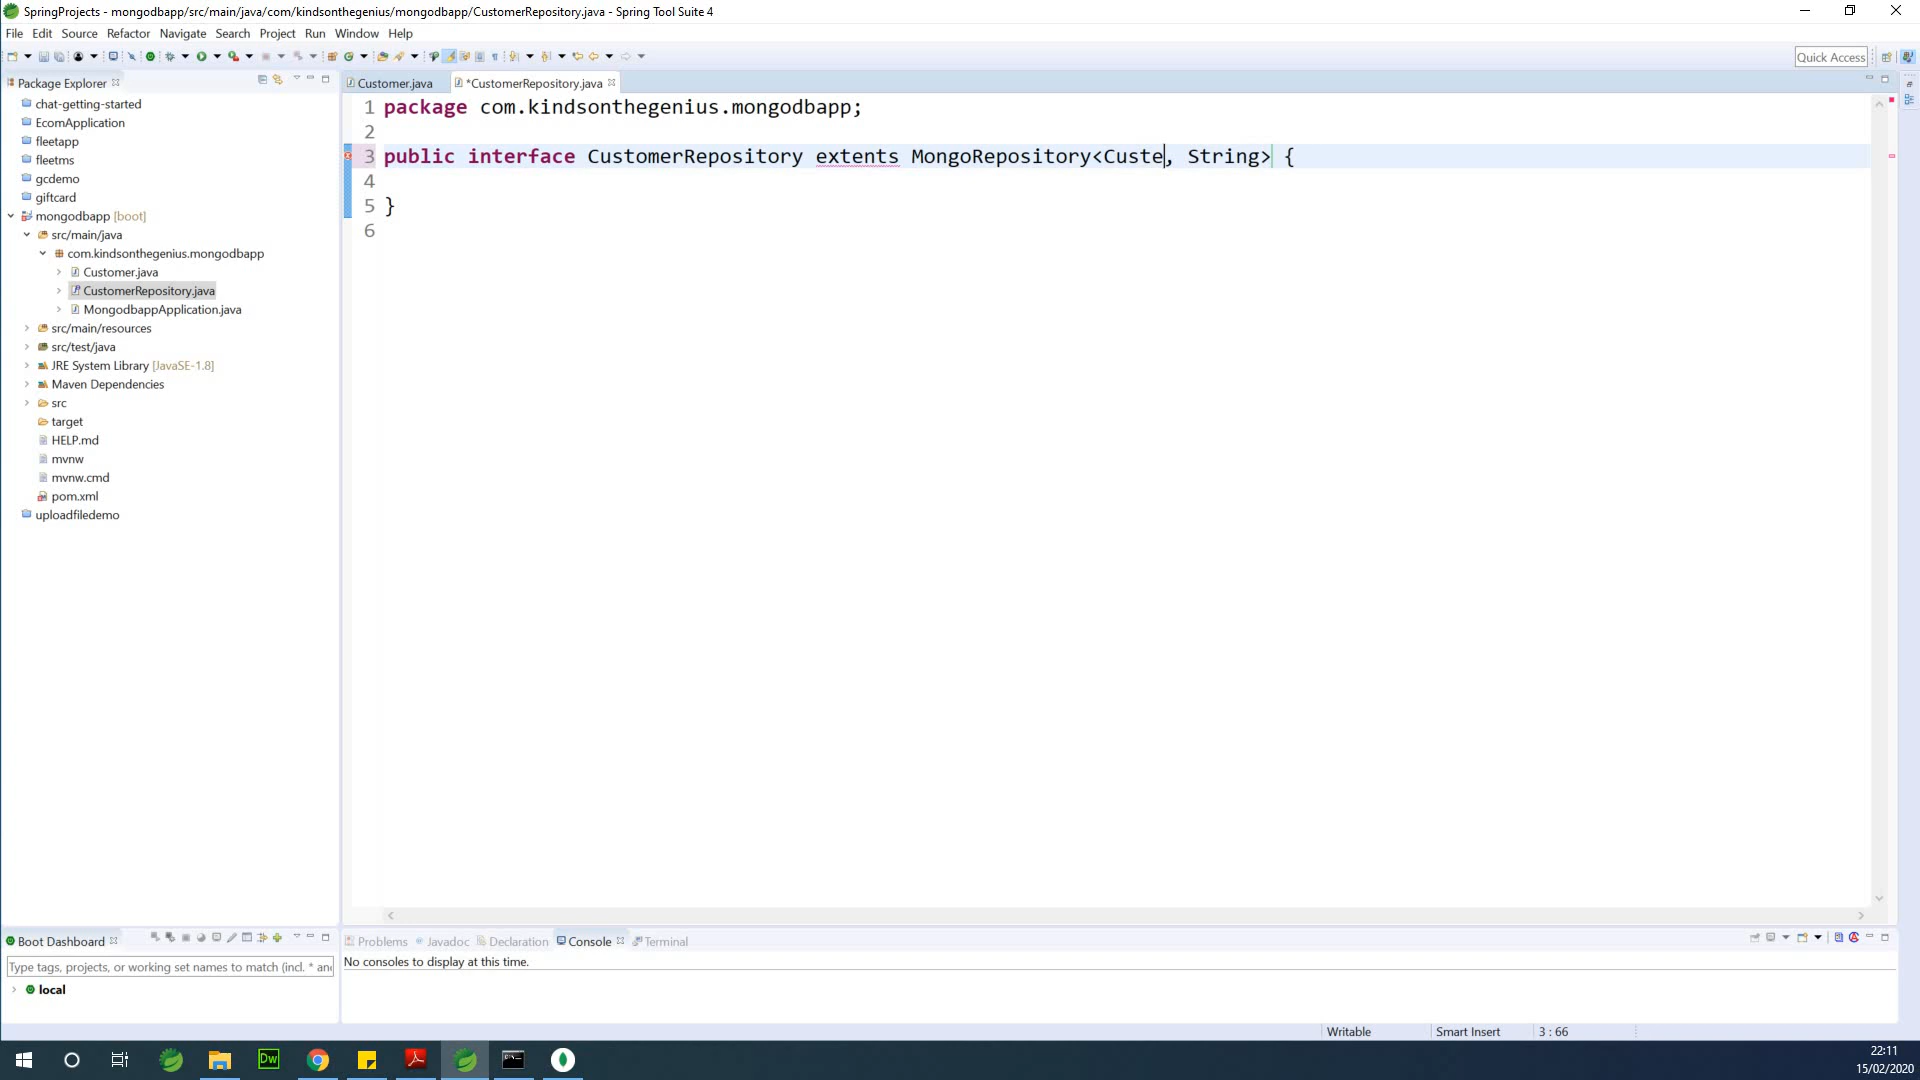 SpringProjects - mongodbapp/src/main/java/com/kindsonthegenius/mongodbapp/CustomerRepository.java - Spring Tool Suite 4
File Edit Source Refactor Navigate Search Project Run Window Help
Quick Access
Package Explorer
Customer.java
*CustomerRepository.java
chat-getting-started
EcomApplication
fleetapp
fleetms
gcdemo
giftcard
mongodbapp [boot]
src/main/java
com.kindsonthegenius.mongodbapp
Customer.java
CustomerRepository.java
MongodbappApplication.java
src/main/resources
src/test/java
JRE System Library [JavaSE-1.8]
Maven Dependencies
src
target
HELP.md
mvnw
mvnw.cmd
pom.xml
uploadfiledemo
1 package com.kindsonthegenius.mongodbapp;
2
3 public interface CustomerRepository extents MongoRepository<Custe, String> {
4
5 }
6
Boot Dashboard
Type tags, projects, or working set names to match (incl. * an
local
Problems Javadoc Declaration Console Terminal
No consoles to display at this time.
Writable Smart Insert 3 : 66
Dw
22:11
15/02/2020